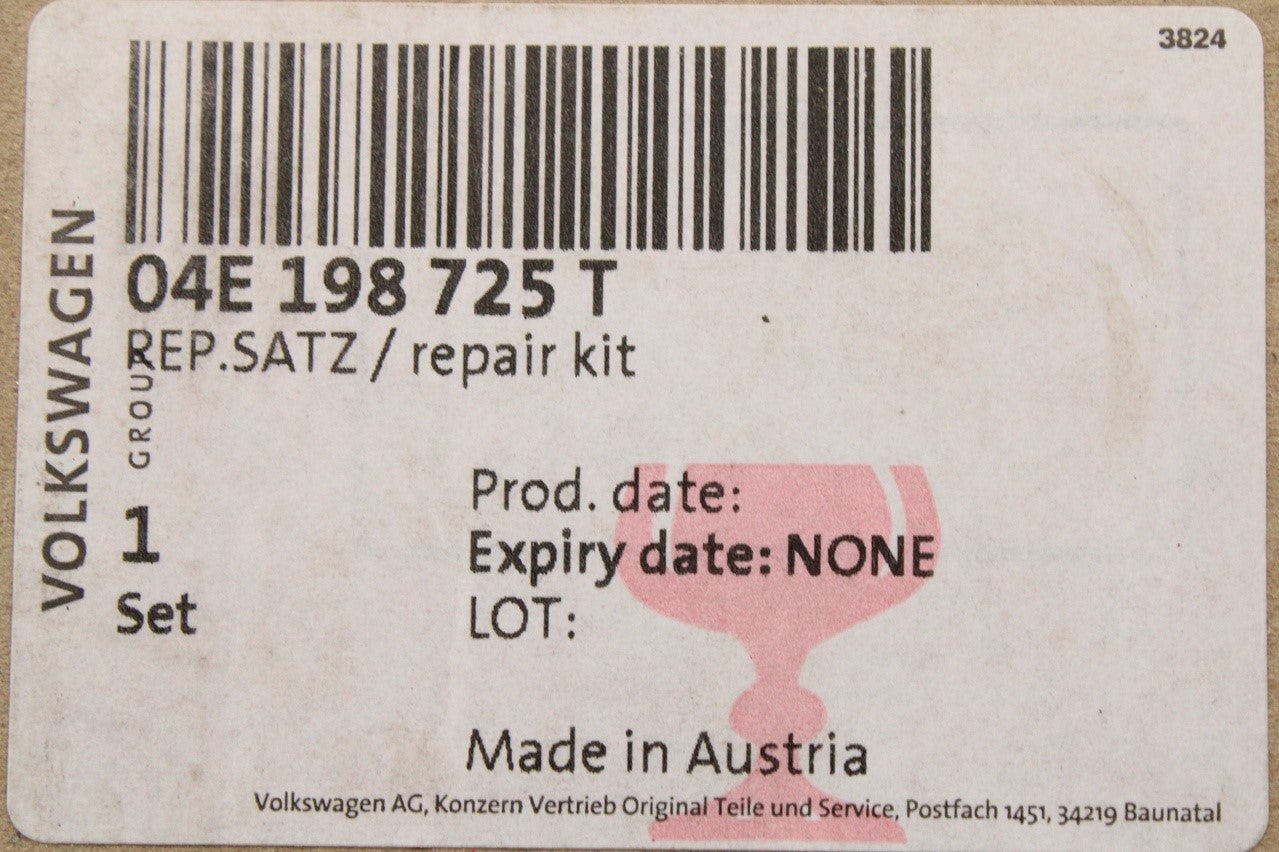 3824
04E 198 725 T
REP.SATZ / repair kit
VOLKSWAGEN
GROUP
1
Set
Prod. date:
Expiry date: NONE
LOT:
Made in Austria
Volkswagen AG, Konzern Vertrieb Original Teile und Service, Postfach 1451, 34219 Baunatal